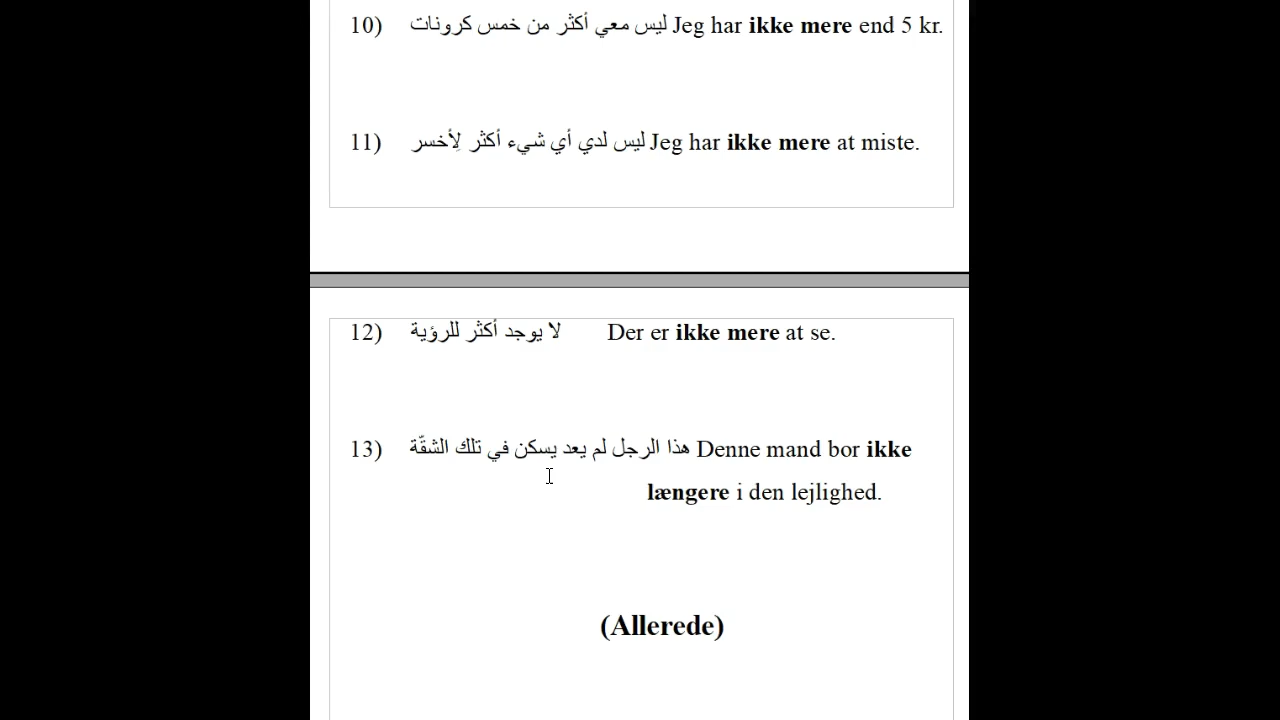 10) ليس معي أكثر من خمس كرونات Jeg har ikke mere end 5 kr.
11) ليس لدي أي شيء أكثر لِأخسر Jeg har ikke mere at miste.
12) لا يوجد أكثر للرؤية Der er ikke mere at se.
13) هذا الرجل لم يعد يسكن في تلك الشقّة Denne mand bor ikke
længere i den lejlighed.
(Allerede)